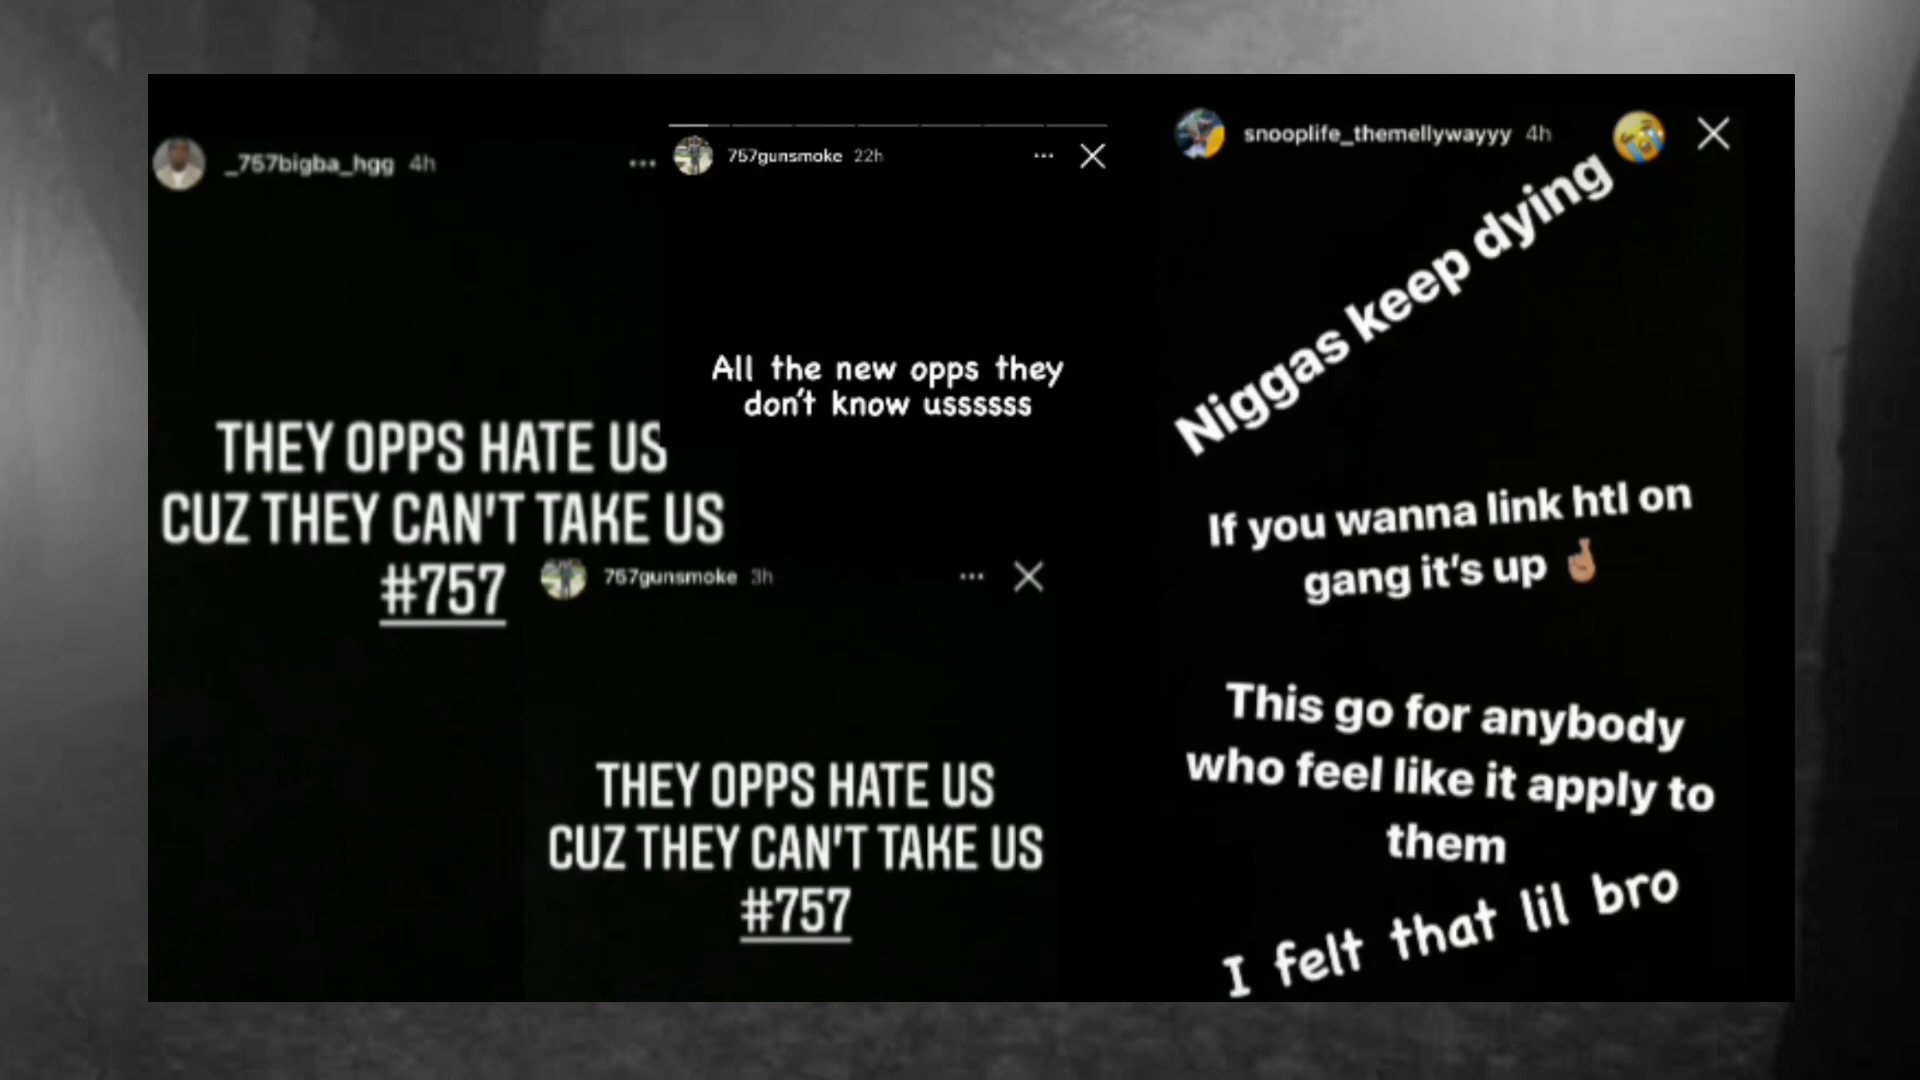 _757bigba_hgg 4h
THEY OPPS HATE US
CUZ THEY CAN'T TAKE US
#757
757gunsmoke 22h
All the new opps they
don't know ussssss
757gunsmoke 3h
THEY OPPS HATE US
CUZ THEY CAN'T TAKE US
#757
snooplife_themellywayyy 4h
Niggas keep dying 😭
If you wanna link htl on
gang it's up 🤞🏽
This go for anybody
who feel like it apply to
them
I felt that lil bro